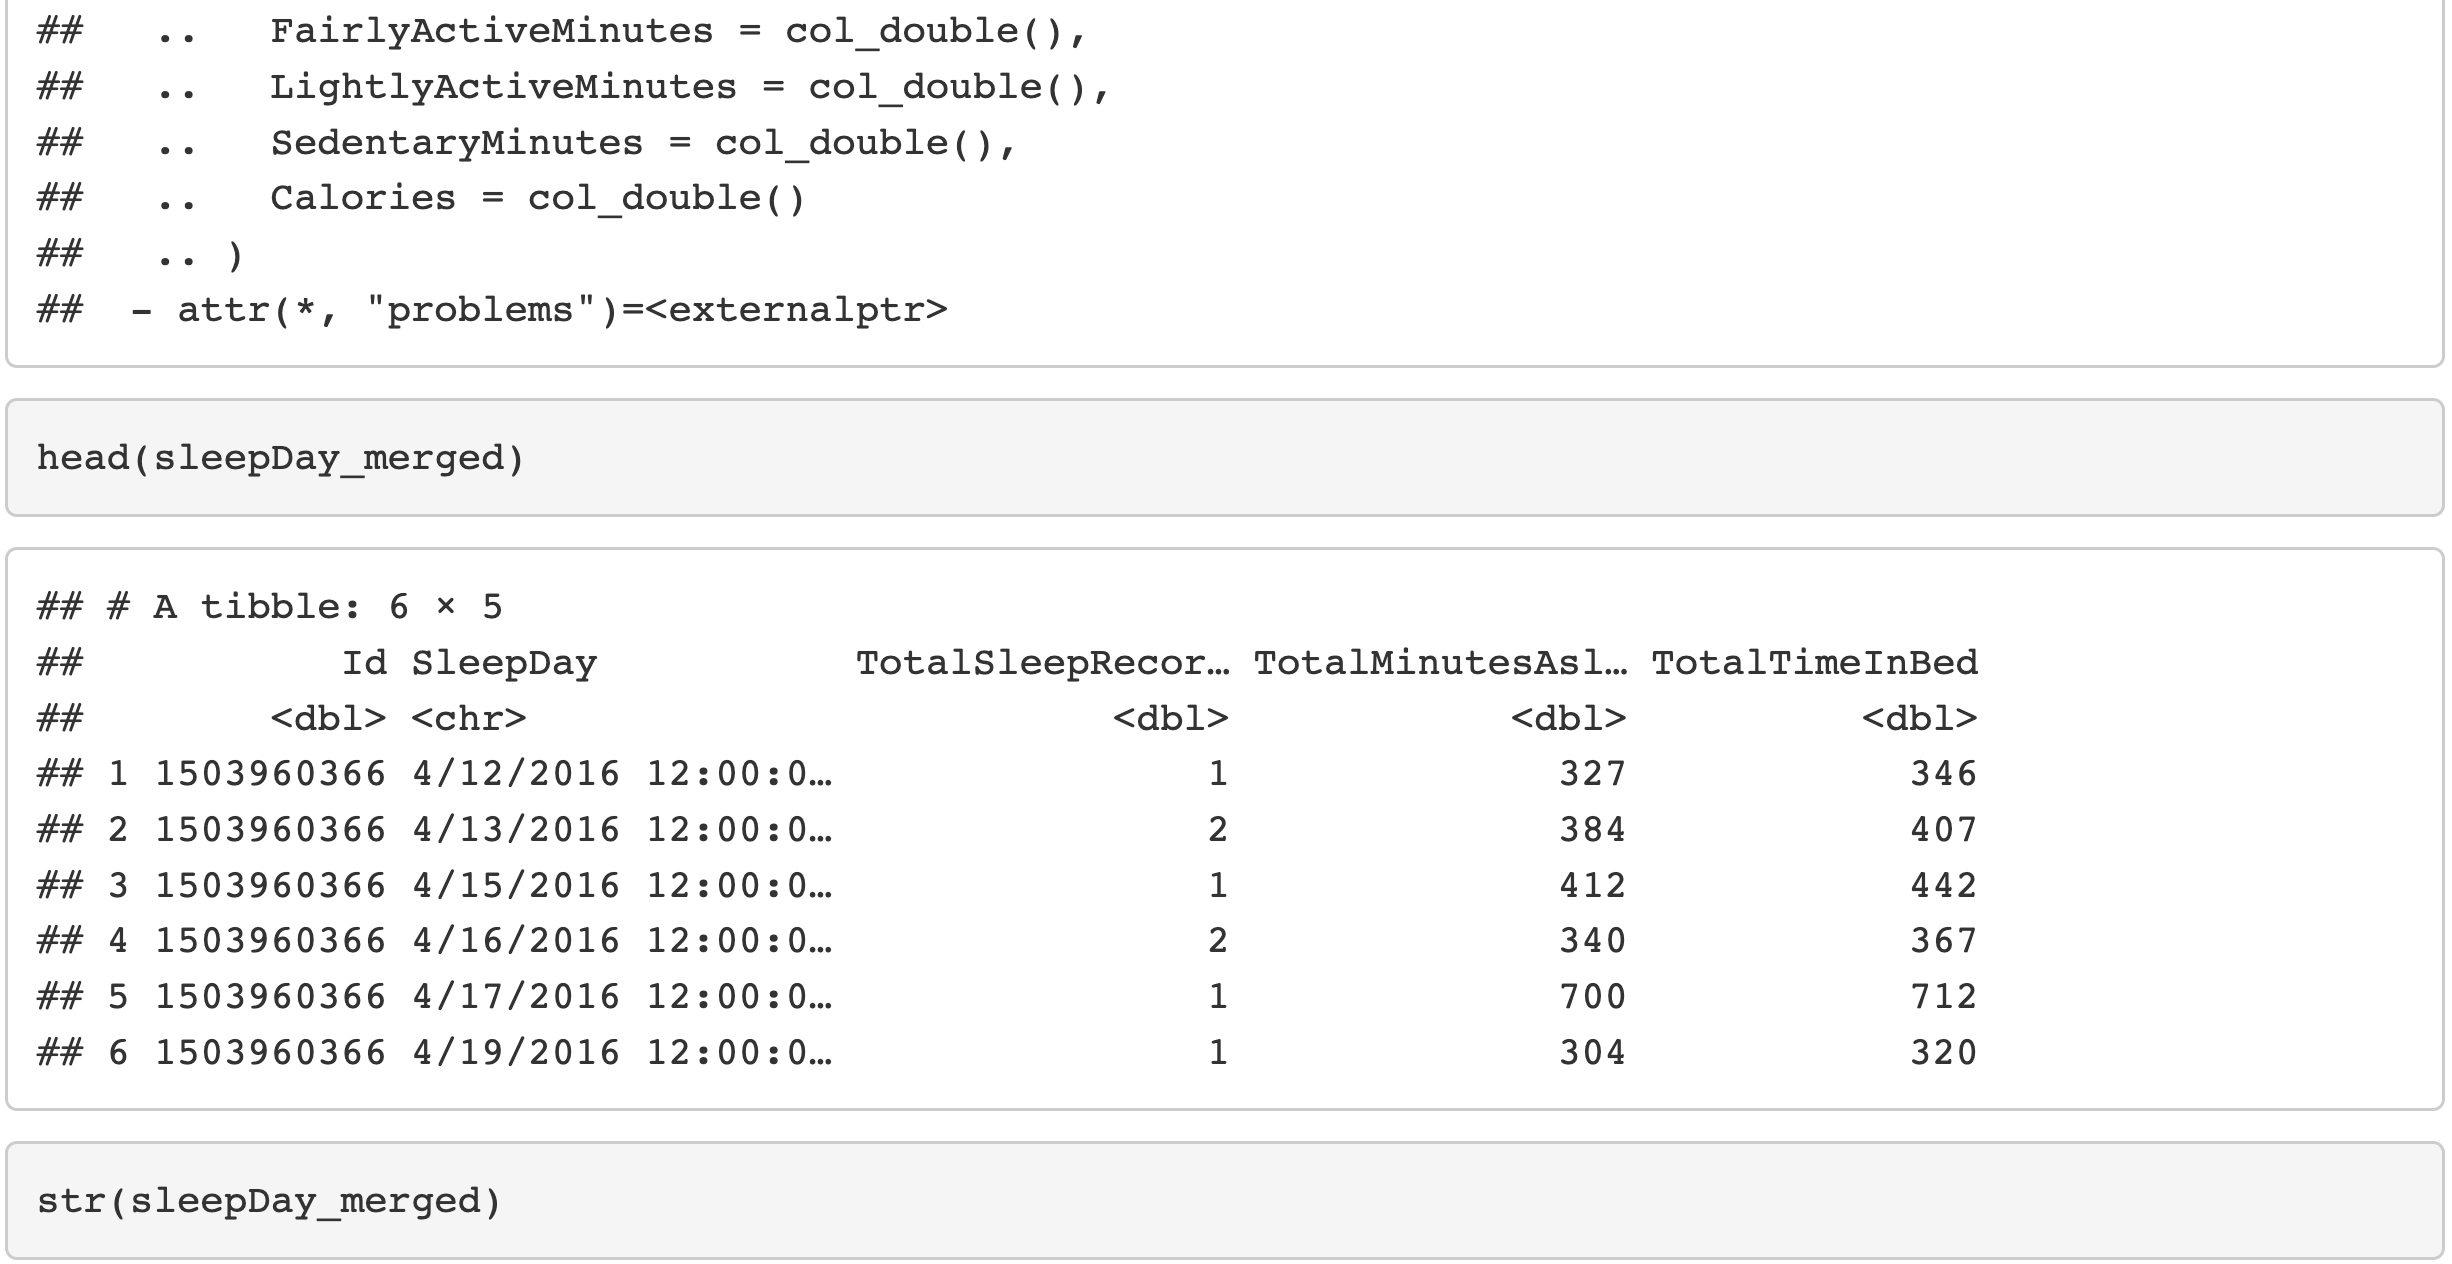 ##   ..   FairlyActiveMinutes = col_double(),
##   ..   LightlyActiveMinutes = col_double(),
##   ..   SedentaryMinutes = col_double(),
##   ..   Calories = col_double()
##   .. )
##  - attr(*, "problems")=<externalptr>
head(sleepDay_merged)
## # A tibble: 6 × 5
##           Id SleepDay           TotalSleepRecor… TotalMinutesAsl… TotalTimeInBed
##        <dbl> <chr>                         <dbl>            <dbl>          <dbl>
## 1 1503960366 4/12/2016 12:00:0…                1              327            346
## 2 1503960366 4/13/2016 12:00:0…                2              384            407
## 3 1503960366 4/15/2016 12:00:0…                1              412            442
## 4 1503960366 4/16/2016 12:00:0…                2              340            367
## 5 1503960366 4/17/2016 12:00:0…                1              700            712
## 6 1503960366 4/19/2016 12:00:0…                1              304            320
str(sleepDay_merged)